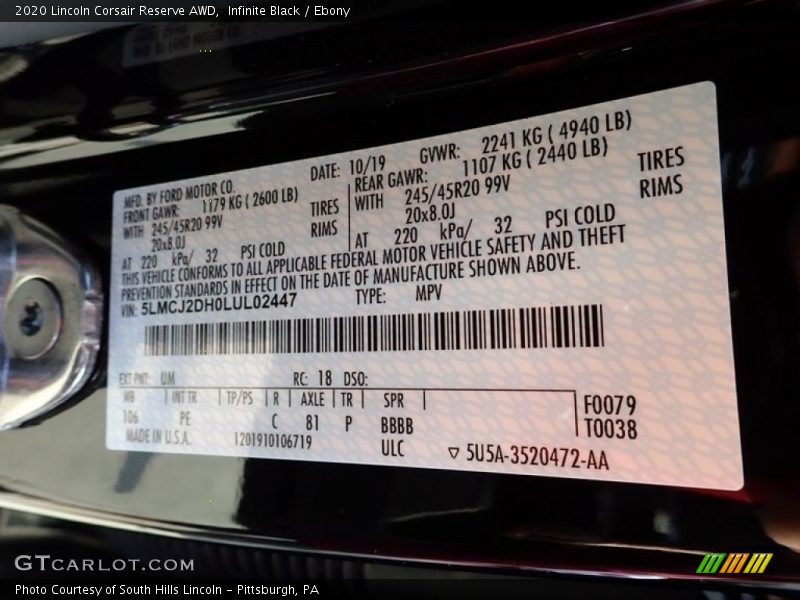 2020 Lincoln Corsair Reserve AWD, Infinite Black / Ebony
MFD. BY FORD MOTOR CO.
DATE: 10/19 GVWR: 2241 KG ( 4940 LB)
FRONT GAWR: 1179 KG ( 2600 LB)
REAR GAWR: 1107 KG ( 2440 LB)
WITH 245/45R20 99V TIRES
WITH 245/45R20 99V TIRES
20x8.0J RIMS
20x8.0J RIMS
AT 220 kPa/ 32 PSI COLD
AT 220 kPa/ 32 PSI COLD
THIS VEHICLE CONFORMS TO ALL APPLICABLE FEDERAL MOTOR VEHICLE SAFETY AND THEFT
PREVENTION STANDARDS IN EFFECT ON THE DATE OF MANUFACTURE SHOWN ABOVE.
VIN: 5LMCJ2DH0LUL02447 TYPE: MPV
EXT PNT: UM RC: 18 DSO:
WB INT TR TP/PS R AXLE TR SPR
106 PE C 81 P BBBB
F0079
T0038
MADE IN U.S.A. 1201910106719 ULC
▽ 5U5A-3520472-AA
GTCARLOT.COM
Photo Courtesy of South Hills Lincoln - Pittsburgh, PA